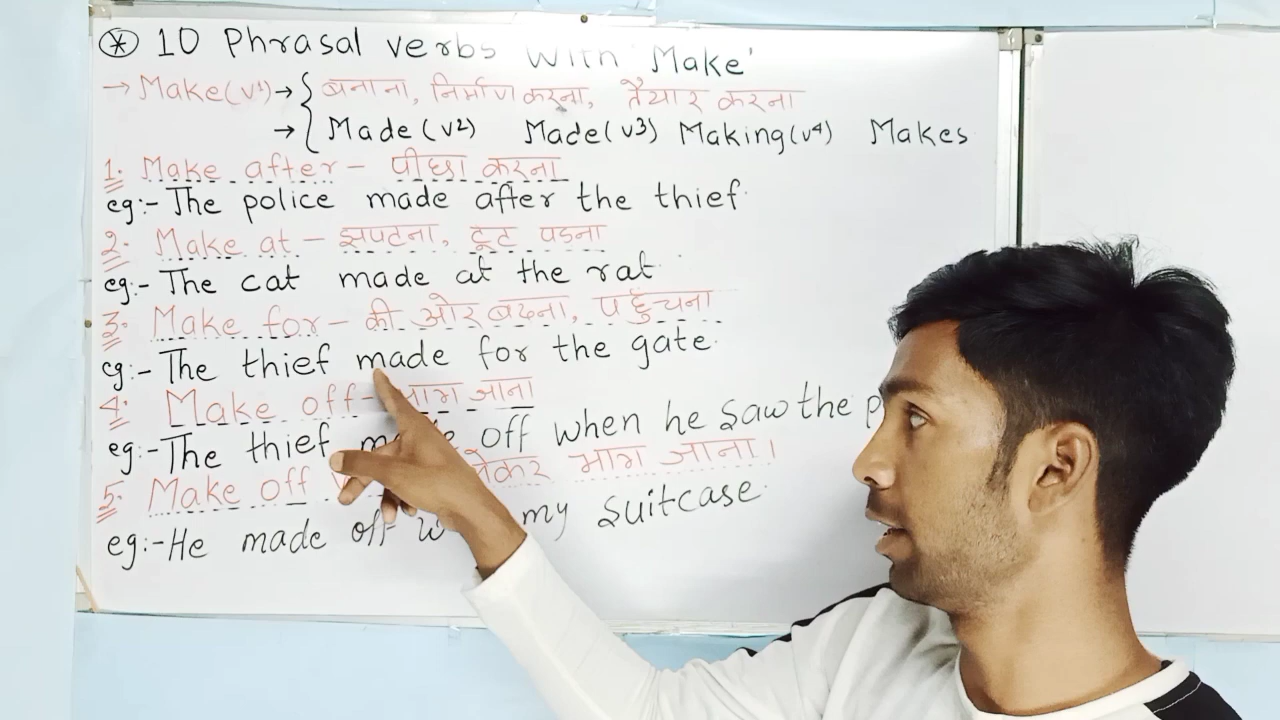 * 10 Phrasal verbs with 'Make'
→ Make(v1) → { बनाना, निर्माण करना, तैयार करना
→ { Made (v2) Made (v3) Making (v4) Makes
1. Make after – पीछा करना
eg:- The police made after the thief.
2. Make at – झपटना, टूट पड़ना
eg:- The cat made at the rat.
3. Make for – की ओर बढ़ना, पहुँचना
eg:- The thief made for the gate.
4. Make off - जाना
eg:- The thief off when he saw the
5. Make off लेकर भाग जाना।
eg:- He made off my suitcase.